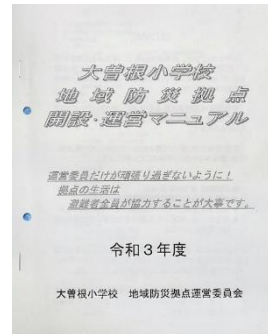 大曽根小学校
地域防災拠点
開設・運営マニュアル
運営委員だけが頑張り過ぎないように!
拠点の生活は
避難者全員が協力することが大事です。
令和3年度
大曽根小学校 地域防災拠点運営委員会